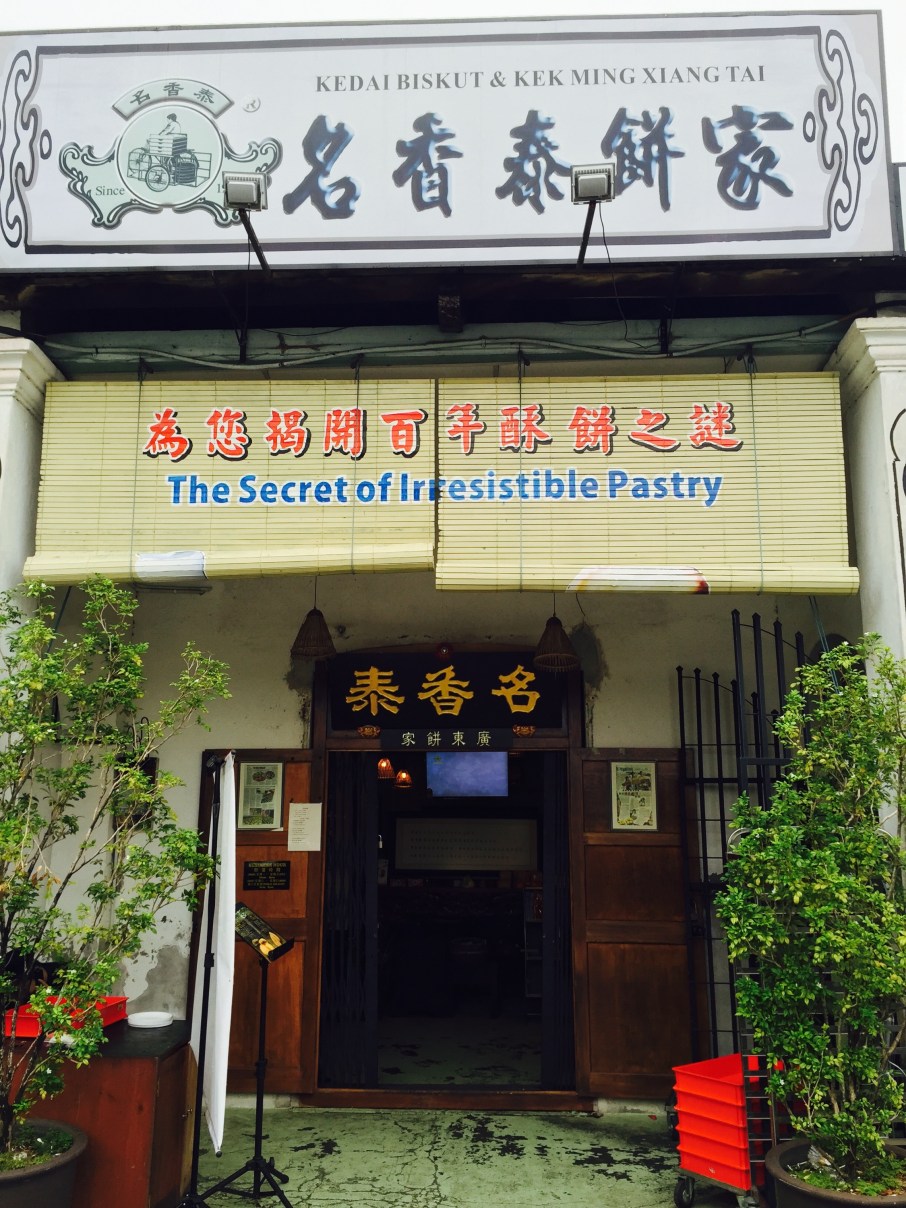 KEDAI BISKUT & KEK MING XIANG TAI
名香泰
Since
名香泰餅家
為您揭開百年酥餅之謎
The Secret of Irresistible Pastry
名香泰
廣東餅家